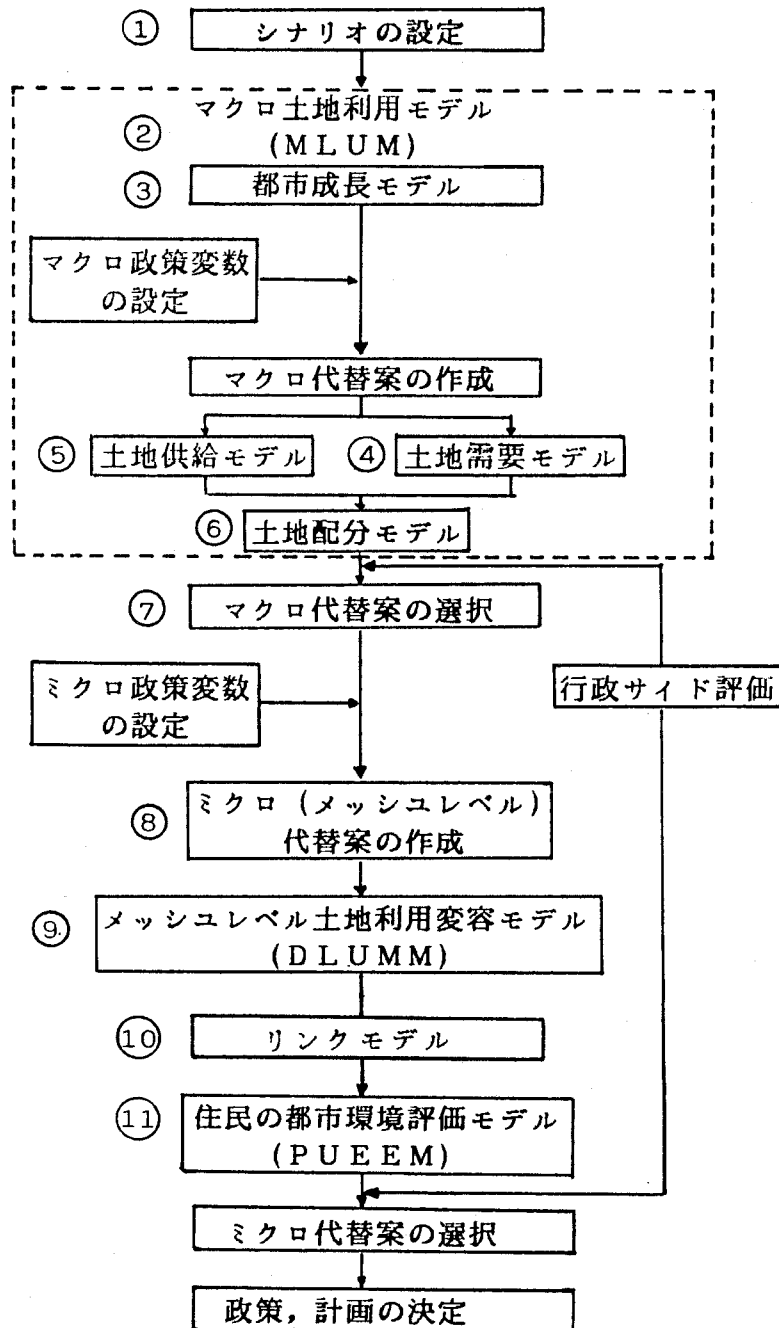 ① シナリオの設定
② マクロ土地利用モデル
(MLUM)
③ 都市成長モデル
マクロ政策変数
の設定
マクロ代替案の作成
⑤ 土地供給モデル ④ 土地需要モデル
⑥ 土地配分モデル
⑦ マクロ代替案の選択
ミクロ政策変数
の設定
行政サイド評価
⑧ ミクロ(メッシュレベル)
代替案の作成
⑨ メッシュレベル土地利用変容モデル
(DLUMM)
⑩ リンクモデル
⑪ 住民の都市環境評価モデル
(PUEEM)
ミクロ代替案の選択
政策,計画の決定